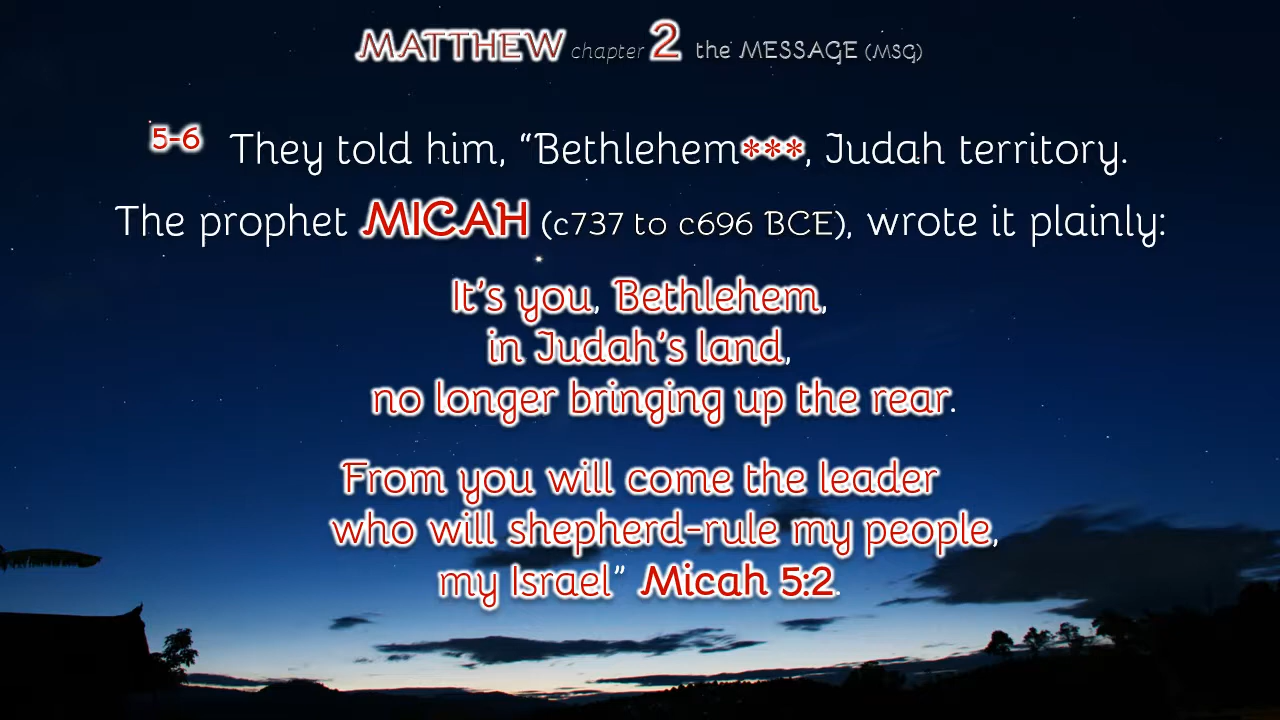 MATTHEW chapter 2 the MESSAGE (MSG)
5-6 They told him, “Bethlehem***, Judah territory.
The prophet MICAH (c737 to c696 BCE), wrote it plainly:
It’s you, Bethlehem,
in Judah’s land,
no longer bringing up the rear.
From you will come the leader
who will shepherd-rule my people,
my Israel” Micah 5:2.